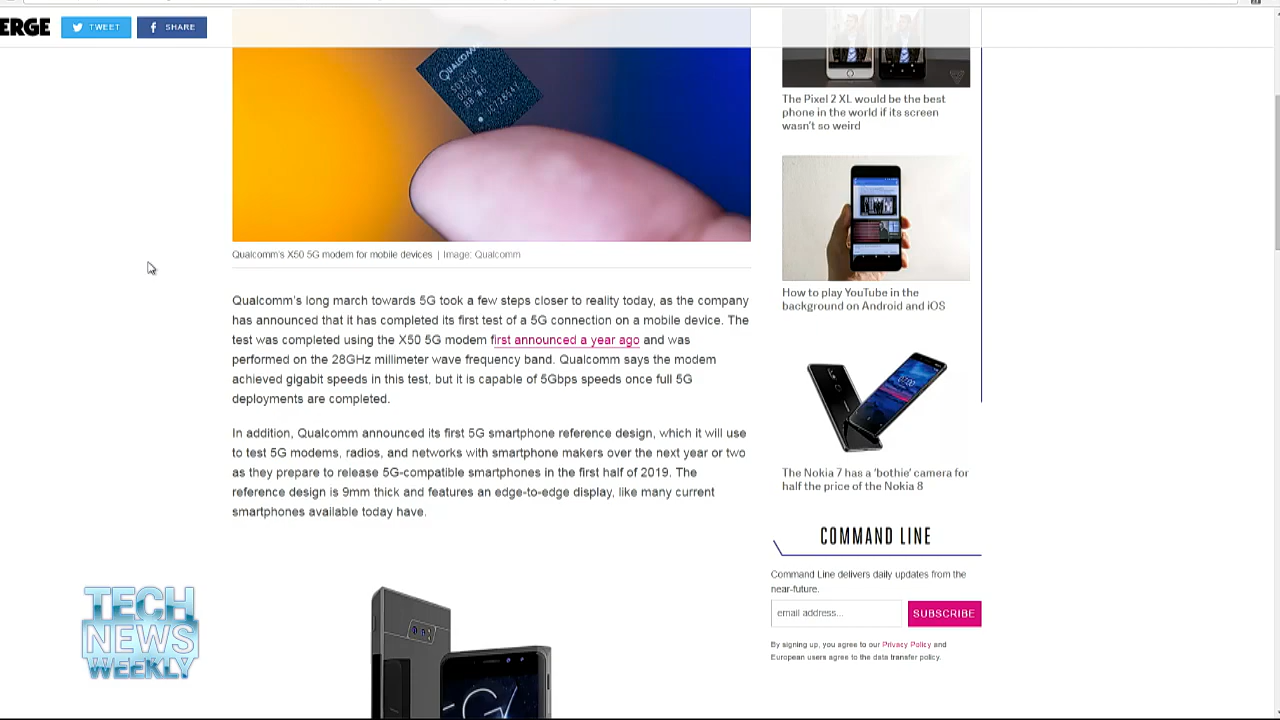 ERGE
TWEET
SHARE
QUALCOMM
Qualcomm's X50 5G modem for mobile devices | Image: Qualcomm
Qualcomm's long march towards 5G took a few steps closer to reality today, as the company
has announced that it has completed its first test of a 5G connection on a mobile device. The
test was completed using the X50 5G modem first announced a year ago and was
performed on the 28GHz millimeter wave frequency band. Qualcomm says the modem
achieved gigabit speeds in this test, but it is capable of 5Gbps speeds once full 5G
deployments are completed.
In addition, Qualcomm announced its first 5G smartphone reference design, which it will use
to test 5G modems, radios, and networks with smartphone makers over the next year or two
as they prepare to release 5G-compatible smartphones in the first half of 2019. The
reference design is 9mm thick and features an edge-to-edge display, like many current
smartphones available today have.
The Pixel 2 XL would be the best
phone in the world if its screen
wasn't so weird
How to play YouTube in the
background on Android and iOS
The Nokia 7 has a 'bothie' camera for
half the price of the Nokia 8
COMMAND LINE
Command Line delivers daily updates from the
near-future.
email address...
SUBSCRIBE
By signing up, you agree to our Privacy Policy and
European users agree to the data transfer policy.
TECH
NEWS
WEEKLY